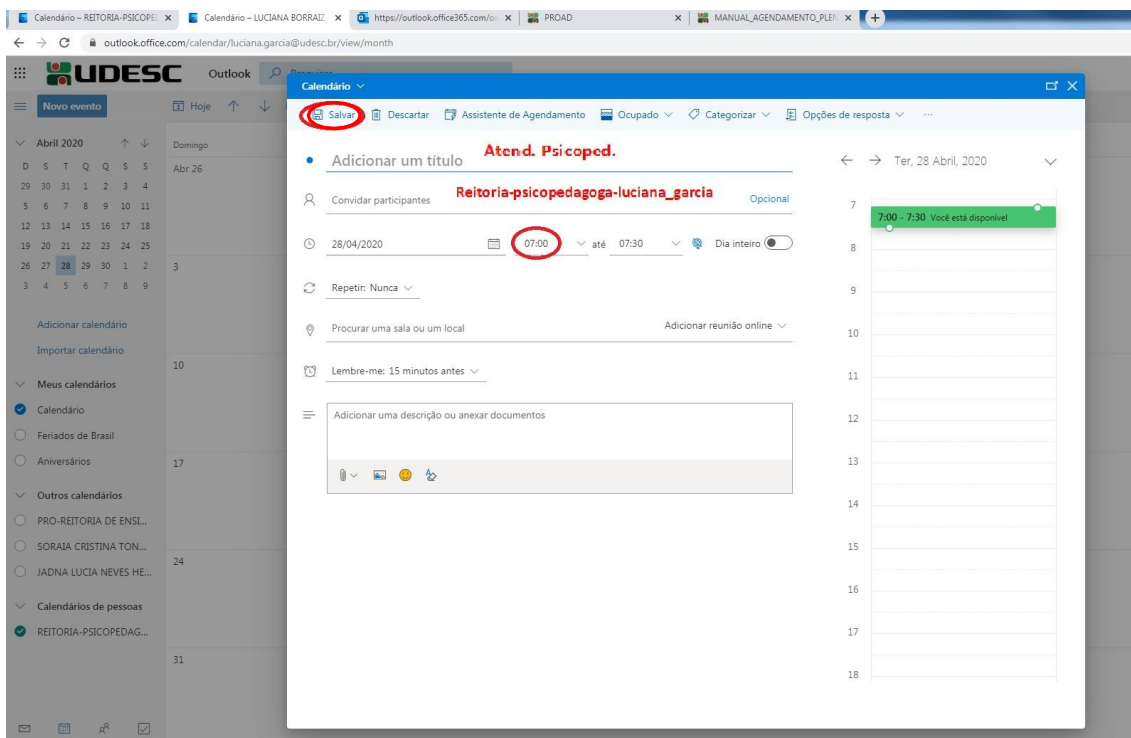 Calendário – REITORIA-PSICOPE
Calendário – LUCIANA BORRAIZ
https://outlook.office365.com/o
PROAD
MANUAL_AGENDAMENTO_PLEN
outlook.office.com/calendar/luciana.garcia@udesc.br/view/month
UDESC
Outlook
Pesquisar
Novo evento
Hoje
Calendário
Salvar
Descartar
Assistente de Agendamento
Ocupado
Categorizar
Opções de resposta
...
Abril 2020
D S T Q Q S S
29 30 31 1 2 3 4
5 6 7 8 9 10 11
12 13 14 15 16 17 18
19 20 21 22 23 24 25
26 27 28 29 30 1 2
3 4 5 6 7 8 9
Adicionar calendário
Importar calendário
Meus calendários
Calendário
Feriados de Brasil
Aniversários
Outros calendários
PRO-REITORIA DE ENSI...
SORAIA CRISTINA TON...
JADNA LUCIA NEVES HE...
Calendários de pessoas
REITORIA-PSICOPEDAG...
Domingo
Abr 26
3
10
17
24
31
Adicionar um título
Atend. Psicoped.
Convidar participantes
Reitoria-psicopedagoga-luciana_garcia
Opcional
28/04/2020
07:00
até
07:30
Dia inteiro
Repetir: Nunca
Procurar uma sala ou um local
Adicionar reunião online
Lembre-me: 15 minutos antes
Adicionar uma descrição ou anexar documentos
Ter, 28 Abril, 2020
7
7:00 - 7:30 Você está disponível
8
9
10
11
12
13
14
15
16
17
18